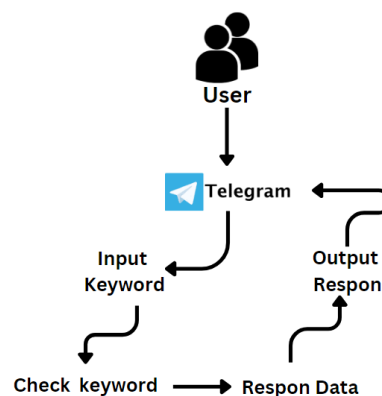 User
Telegram
Input
Keyword
Output
Respon
Check keyword
Respon Data